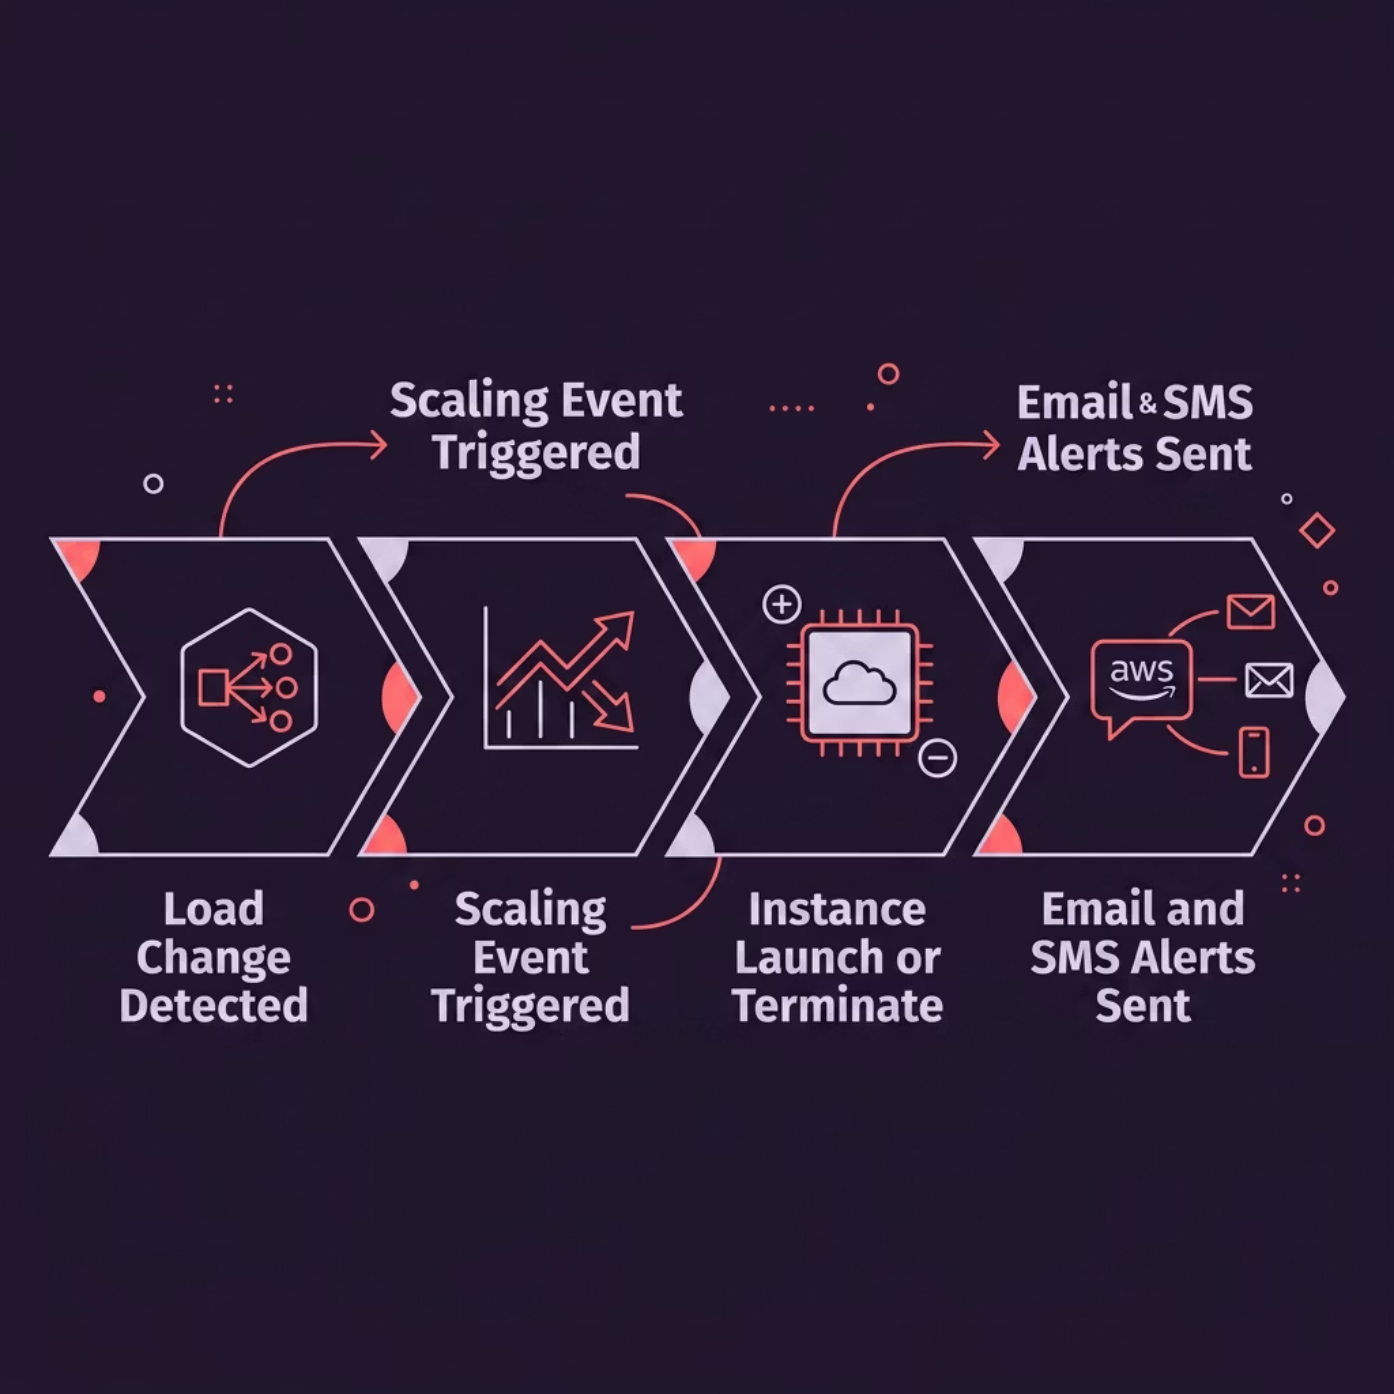 Scaling Event
Triggered
Email & SMS
Alerts Sent
aws
Load
Change
Detected
Scaling
Event
Triggered
Instance
Launch or
Terminate
Email and
SMS Alerts
Sent